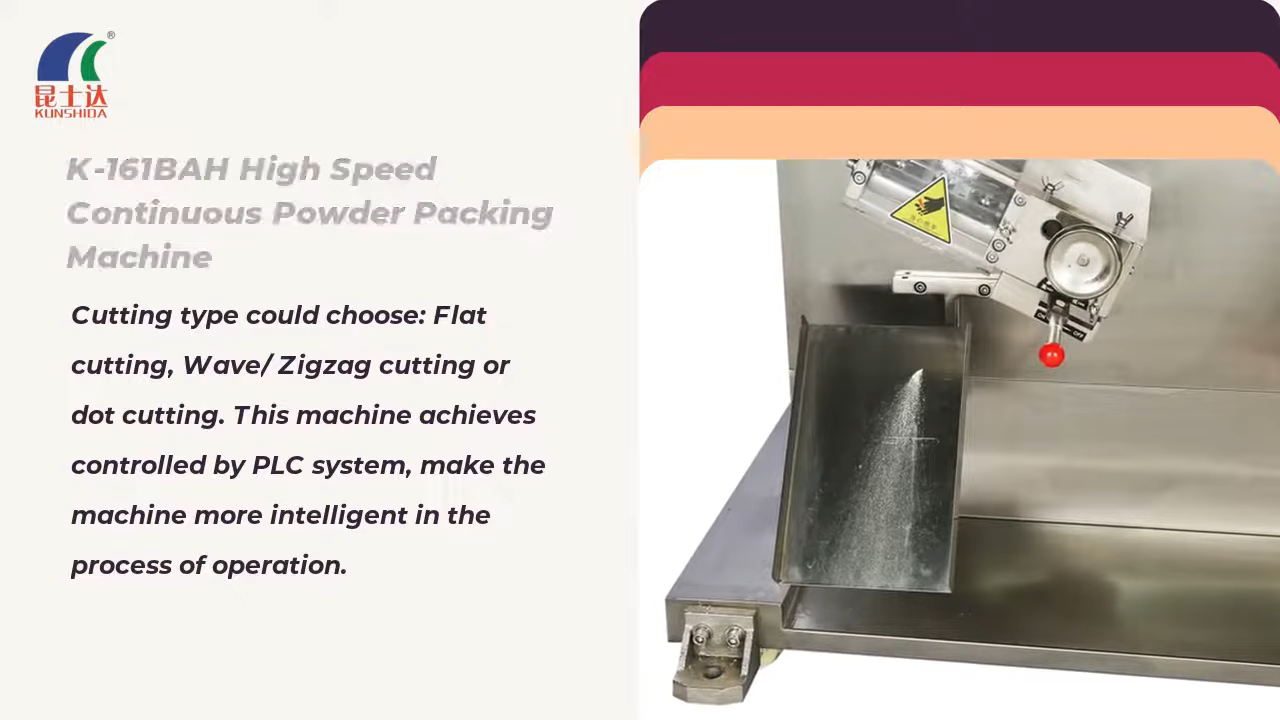 ®
昆士达
KUNSHIDA
K-161BAH High Speed
Continuous Powder Packing
Machine
Cutting type could choose: Flat
cutting, Wave/ Zigzag cutting or
dot cutting. This machine achieves
controlled by PLC system, make the
machine more intelligent in the
process of operation.
OFF